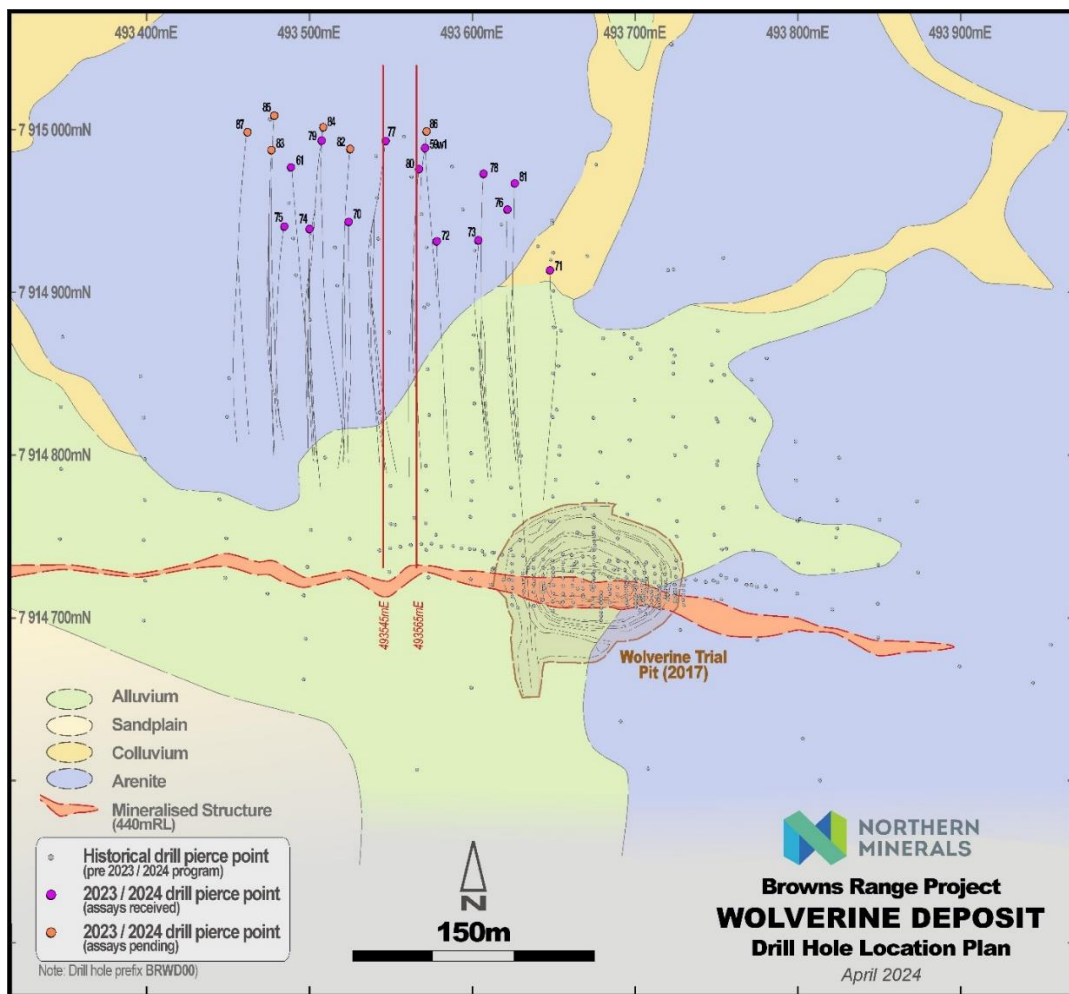 493 400mE 493 500mE 493 600mE 493 700mE 493 800mE 493 900mE
7 915 000mN
7 914 900mN
7 914 800mN
7 914 700mN
85
87
84
86
83
79
82
77
59w1
61
80
78
81
75
74
70
76
72
73
71
493545mE
493565mE
Wolverine Trial
Pit (2017)
Alluvium
Sandplain
Colluvium
Arenite
Mineralised Structure
(440mRL)
Historical drill pierce point
(pre 2023 / 2024 program)
2023 / 2024 drill pierce point
(assays received)
2023 / 2024 drill pierce point
(assays pending)
Note: Drill hole prefix BRWD00)
N
150m
NORTHERN
MINERALS
Browns Range Project
WOLVERINE DEPOSIT
Drill Hole Location Plan
April 2024